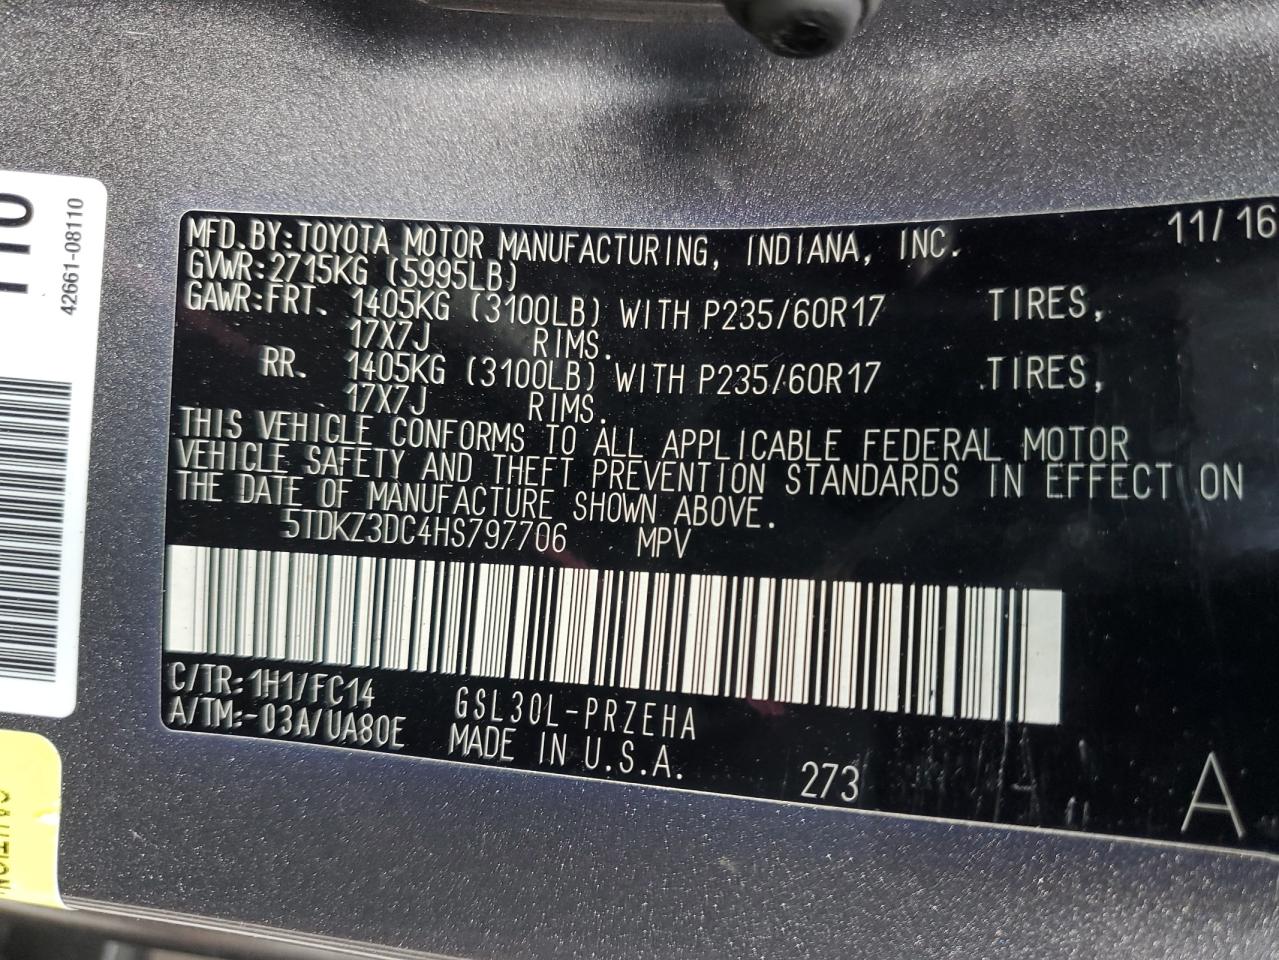 MFD.BY:TOYOTA MOTOR MANUFACTURING, INDIANA, INC. 11/16
GVWR:2715KG (5995LB)
GAWR:FRT. 1405KG (3100LB) WITH P235/60R17 TIRES,
17X7J RIMS.
RR. 1405KG (3100LB) WITH P235/60R17 TIRES,
17X7J RIMS.
THIS VEHICLE CONFORMS TO ALL APPLICABLE FEDERAL MOTOR
VEHICLE SAFETY AND THEFT PREVENTION STANDARDS IN EFFECT ON
THE DATE OF MANUFACTURE SHOWN ABOVE.
5TDKZ3DC4HS797706 MPV
C/TR:1H1/FC14 GSL30L-PRZEHA
A/TM:-03A/UA80E MADE IN U.S.A.
273 A
42661-08110
CAUTION